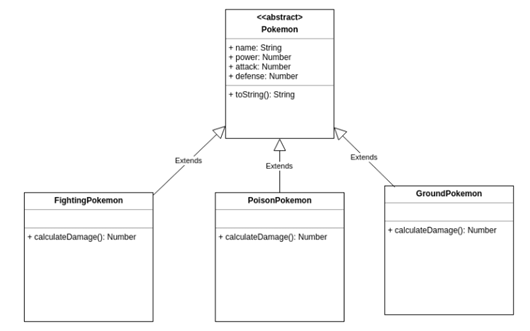 <<abstract>>
Pokemon
+ name: String
+ power: Number
+ attack: Number
+ defense: Number
+ toString(): String
Extends
Extends
Extends
FightingPokemon
+ calculateDamage(): Number
PoisonPokemon
+ calculateDamage(): Number
GroundPokemon
+ calculateDamage(): Number